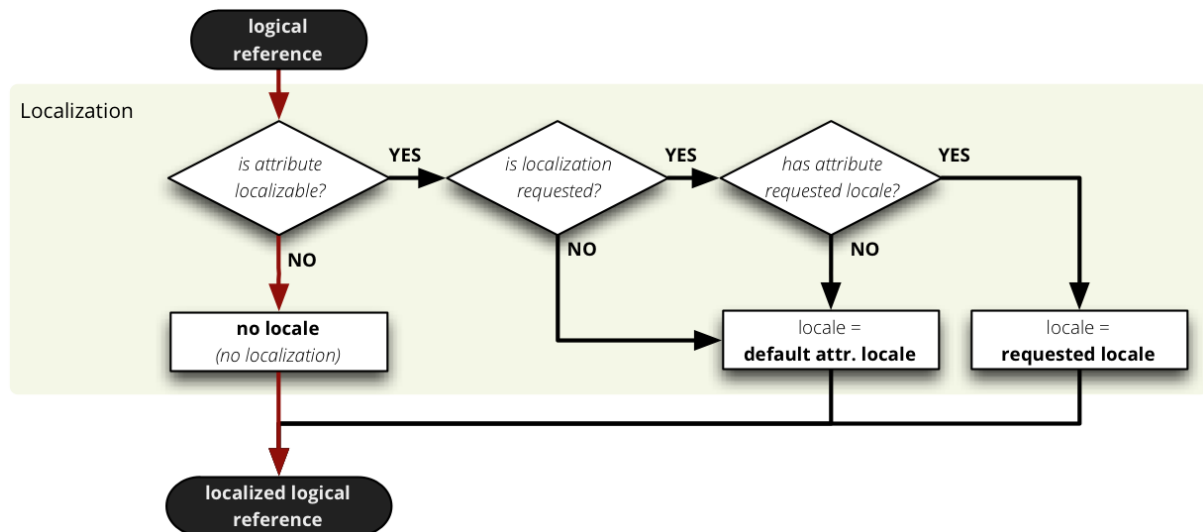 logical
reference
Localization
is attribute
localizable?
YES
is localization
requested?
YES
has attribute
requested locale?
YES
NO
NO
NO
no locale
(no localization)
locale =
default attr. locale
locale =
requested locale
localized logical
reference